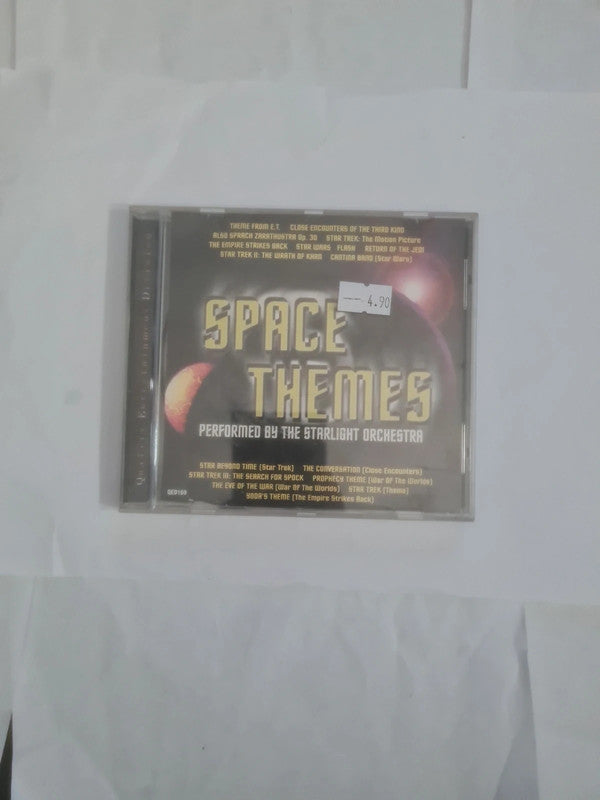 THEME FROM E.T. CLOSE ENCOUNTERS OF THE THIRD KIND
ALSO SPRACH ZARATHUSTRA Op. 30 STAR TREK: The Motion Picture
THE EMPIRE STRIKES BACK STAR WARS FLASH RETURN OF THE JEDI
STAR TREK II: THE WRATH OF KHAN CANTINA BAND (Star Wars)
4.90
SPACE
THEMES
PERFORMED BY THE STARLIGHT ORCHESTRA
STAR BEYOND TIME (Star Trek) THE CONVERSATION (Close Encounters)
STAR TREK III: THE SEARCH FOR SPOCK PROPHECY THEME (War Of The Worlds)
THE EVE OF THE WAR (War Of The Worlds) STAR TREK (Theme)
YODA'S THEME (The Empire Strikes Back)
QED169
Quality Entertainment Division